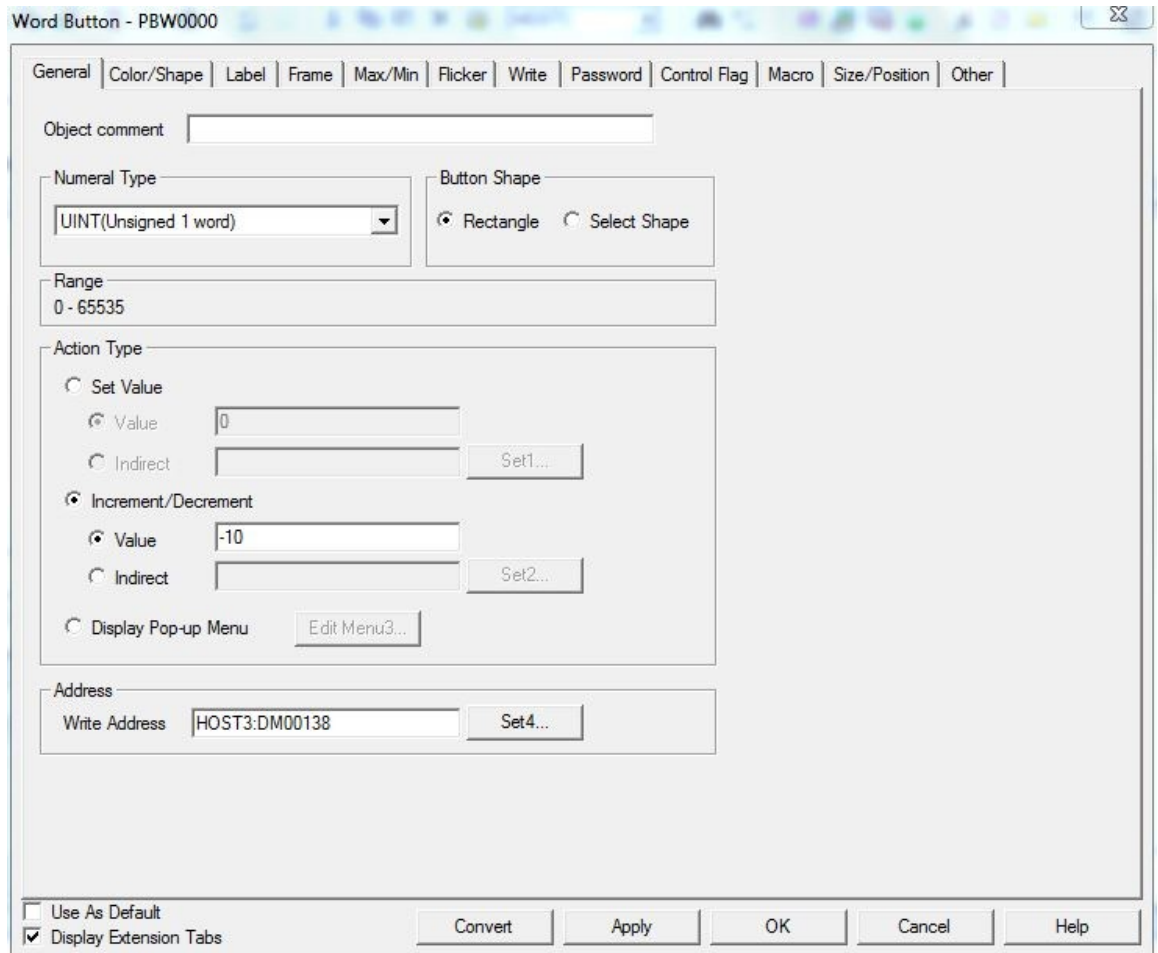 Word Button - PBW0000
General Color/Shape Label Frame Max/Min Flicker Write Password Control Flag Macro Size/Position Other
Object comment
Numeral Type
UINT(Unsigned 1 word)
Button Shape
Rectangle Select Shape
Range
0 - 65535
Action Type
Set Value
Value 0
Indirect Set1...
Increment/Decrement
Value -10
Indirect Set2...
Display Pop-up Menu Edit Menu3...
Address
Write Address HOST3:DM00138 Set4...
Use As Default
Display Extension Tabs
Convert Apply OK Cancel Help